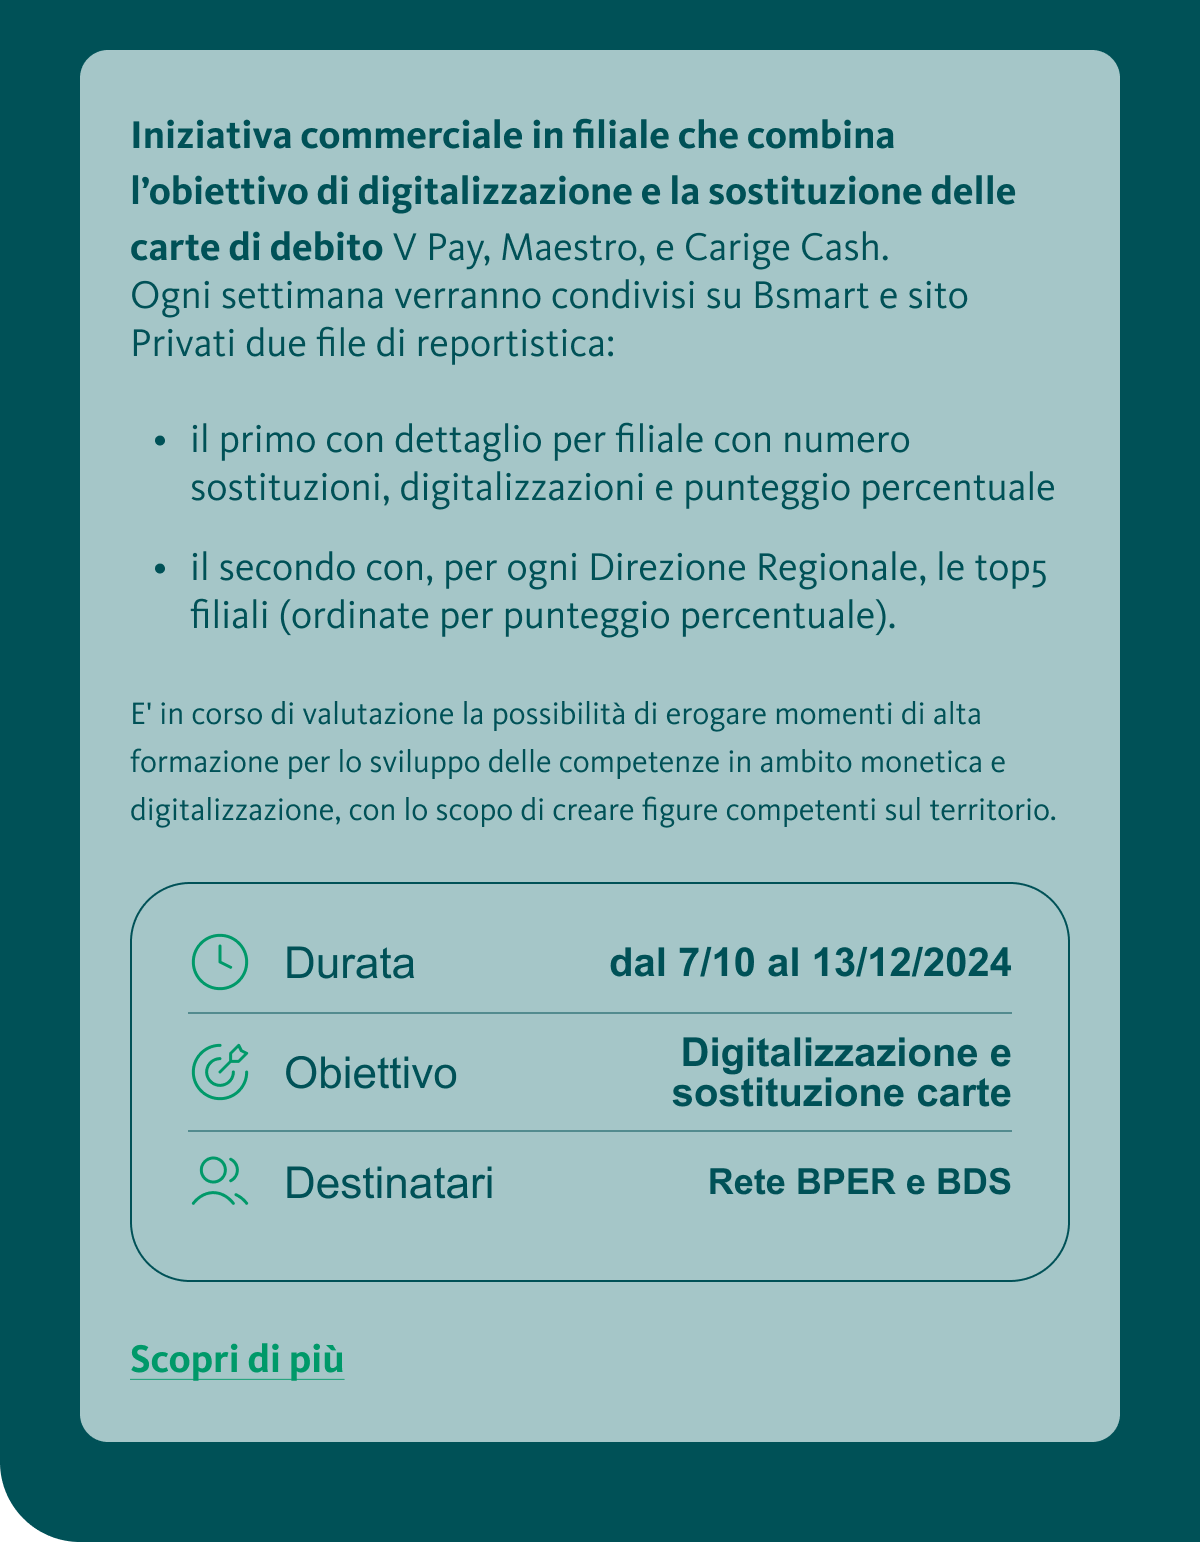 Iniziativa commerciale in filiale che combina
l’obiettivo di digitalizzazione e la sostituzione delle
carte di debito V Pay, Maestro, e Carige Cash.
Ogni settimana verranno condivisi su Bsmart e sito
Privati due file di reportistica:
• il primo con dettaglio per filiale con numero
sostituzioni, digitalizzazioni e punteggio percentuale
• il secondo con, per ogni Direzione Regionale, le top5
filiali (ordinate per punteggio percentuale).
E' in corso di valutazione la possibilità di erogare momenti di alta
formazione per lo sviluppo delle competenze in ambito monetica e
digitalizzazione, con lo scopo di creare figure competenti sul territorio.
Durata dal 7/10 al 13/12/2024
Obiettivo Digitalizzazione e
sostituzione carte
Destinatari Rete BPER e BDS
Scopri di più